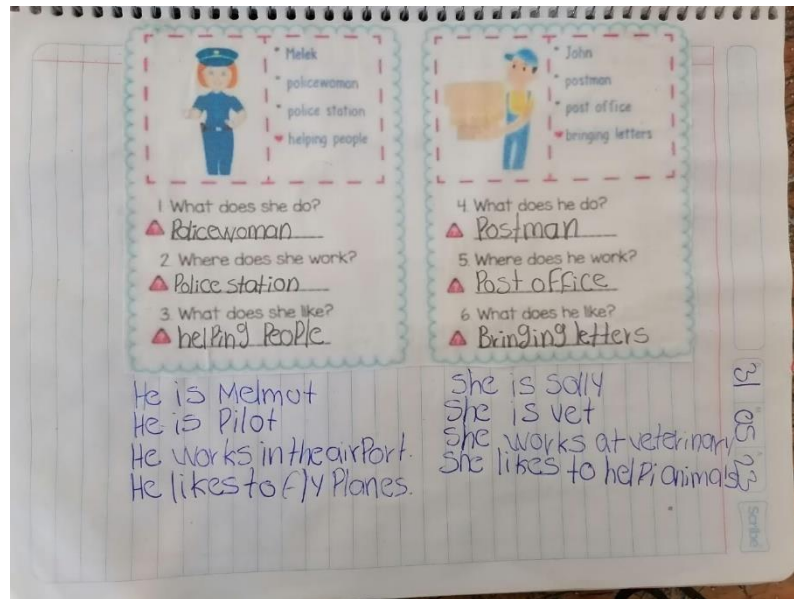 * Melek
* policewoman
* police station
♥ helping people
1. What does she do?
Policewoman
2. Where does she work?
Police station
3. What does she like?
helping People
* John
* postman
* post office
♥ bringing letters
4. What does he do?
Postman
5. Where does he work?
Post office
6. What does he like?
Bringing letters
He is Melmut
He is Pilot
He works in the airPort.
He likes to fly Planes.
She is sally
She is vet
She works at veterinary
She likes to help animals
31 05 23
Scribe